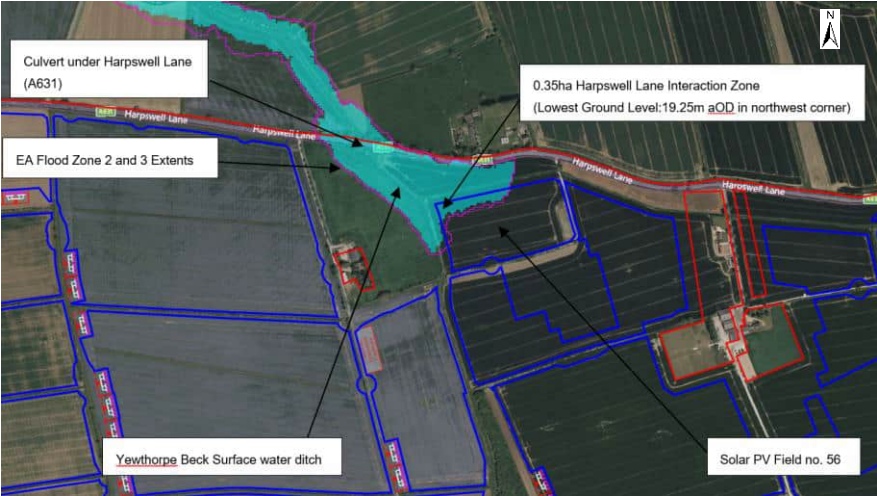 N
Culvert under Harpswell Lane
(A631)
0.35ha Harpswell Lane Interaction Zone
(Lowest Ground Level:19.25m aOD in northwest corner)
Harpswell Lane
Harpswell Lane
EA Flood Zone 2 and 3 Extents
Harpswell Lane
Harpswell Lane
Yewthorpe Beck Surface water ditch
Solar PV Field no. 56